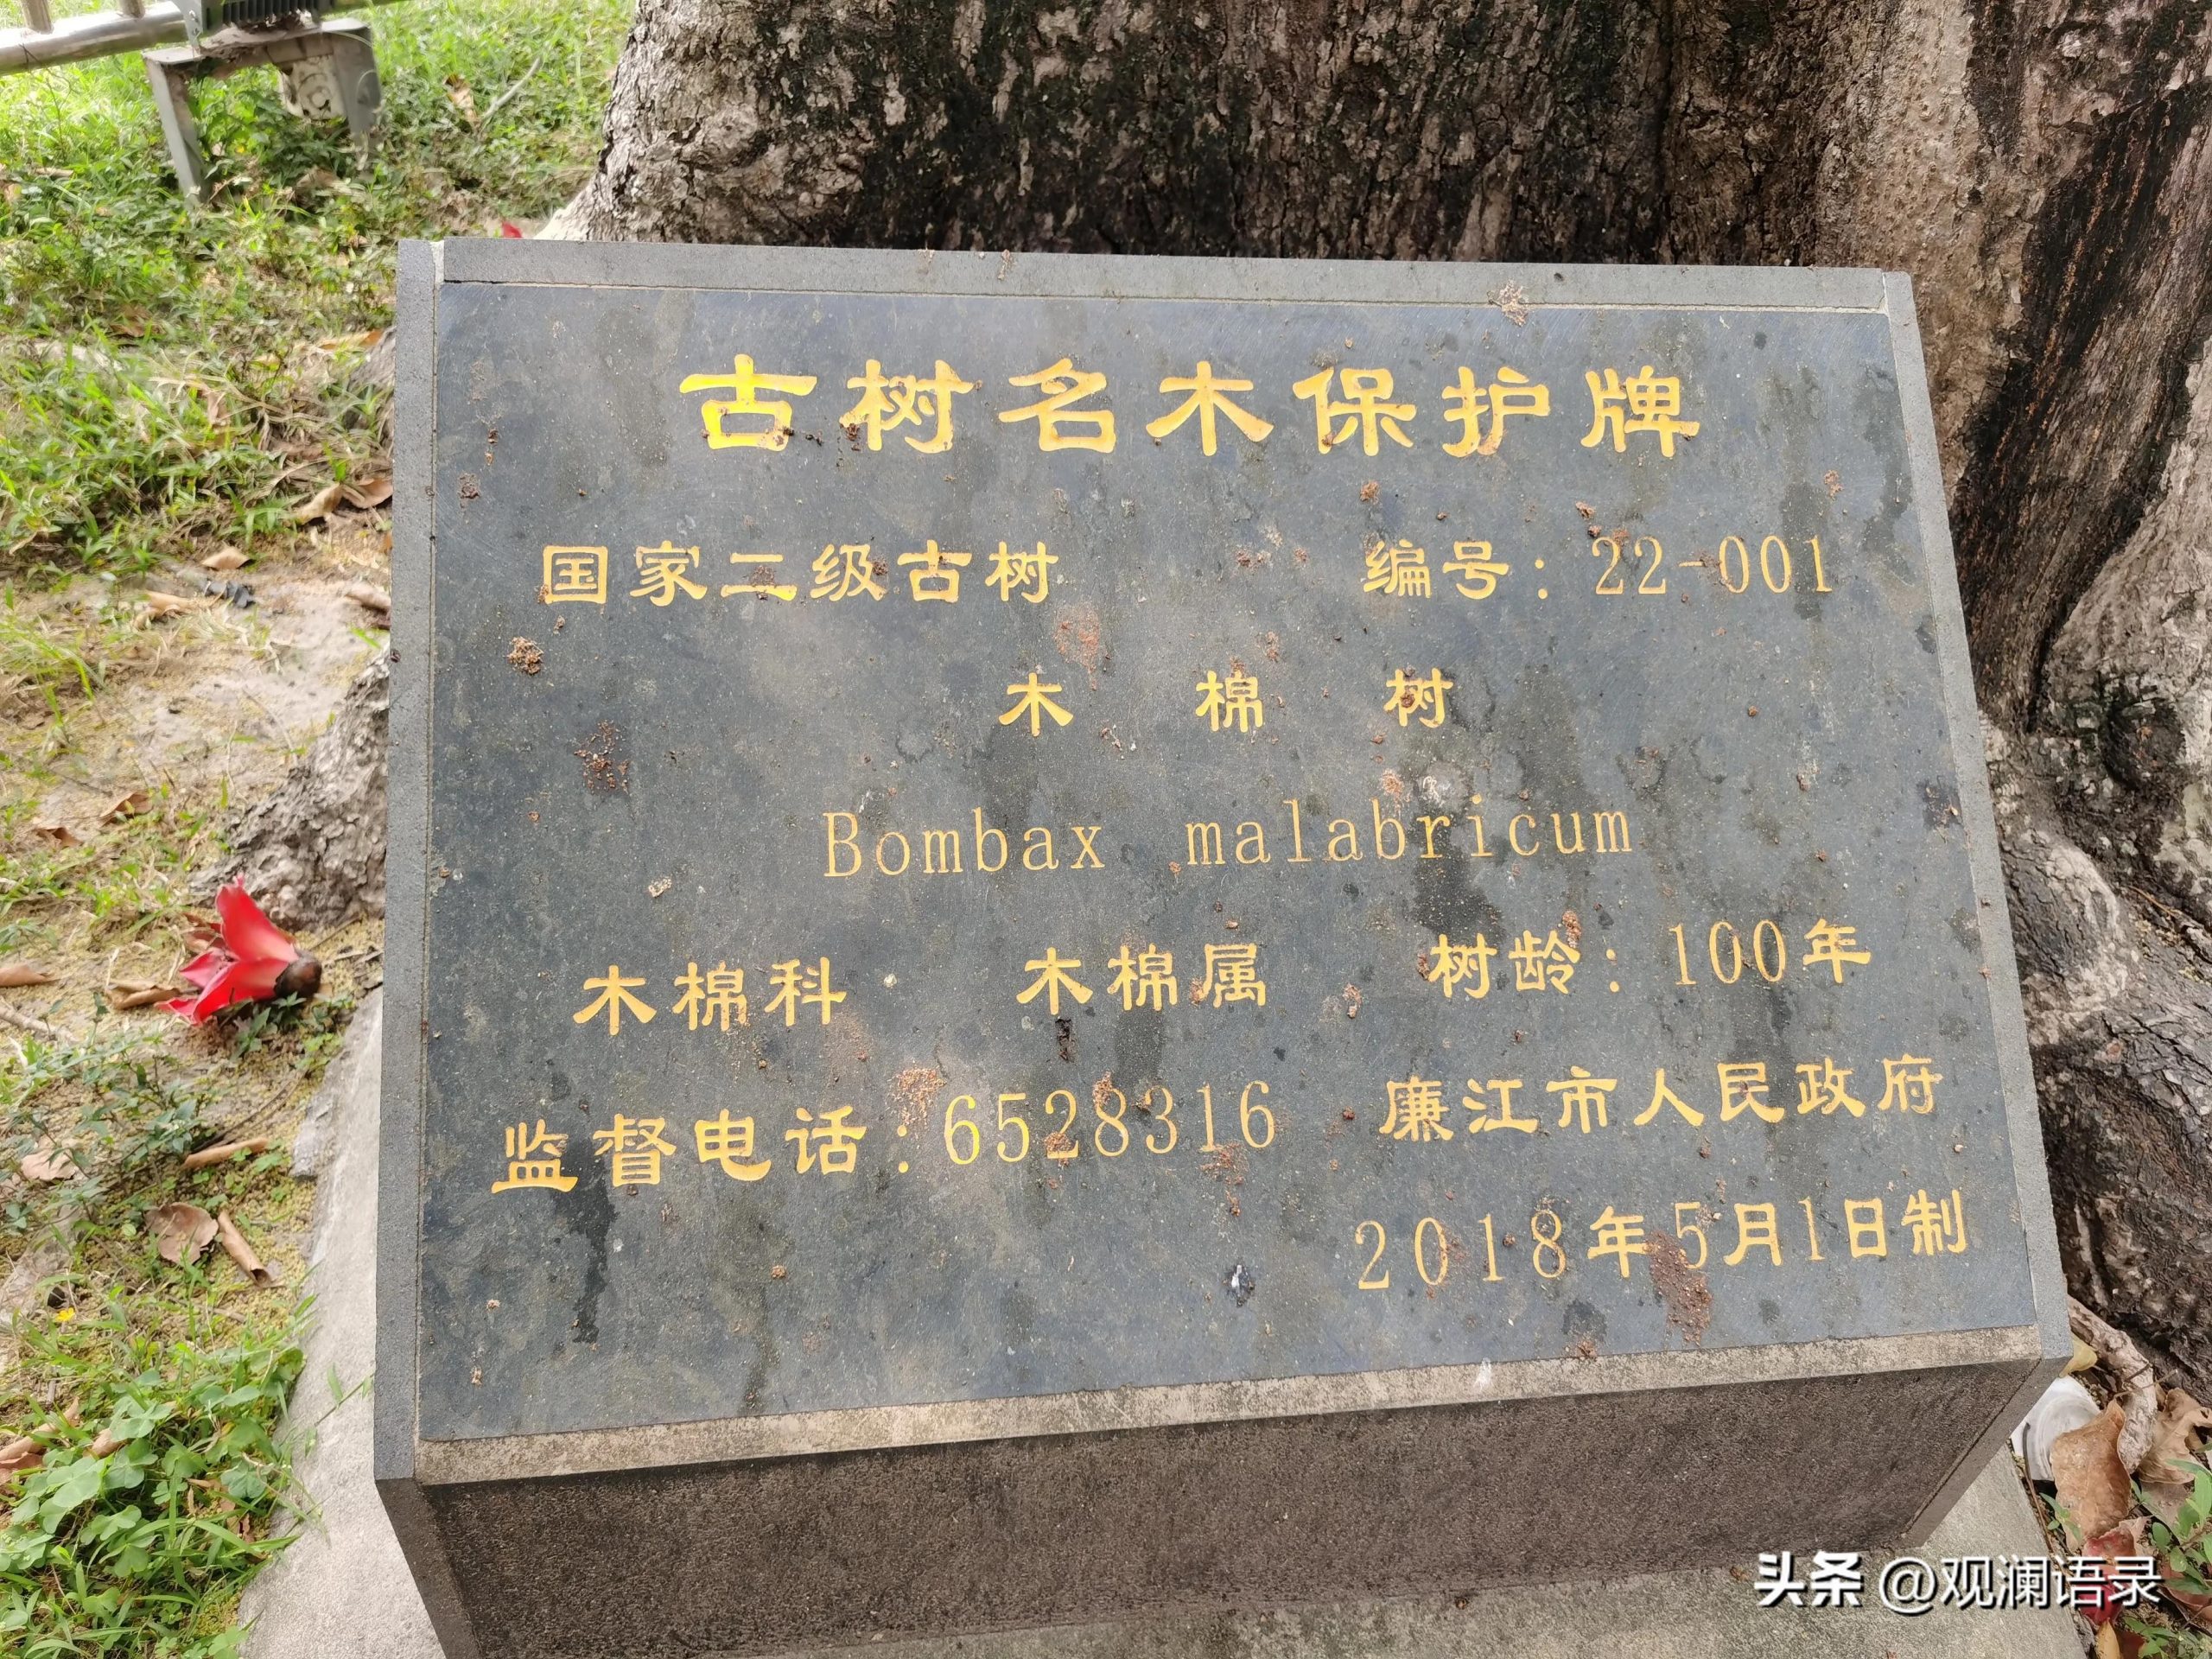 古树名木保护牌
国家二级古树 编号：22-001
木棉树
Bombax malabricum
木棉科 木棉属 树龄：100年
监督电话：6528316 廉江市人民政府
2018年5月1日制
头条 @观澜语录